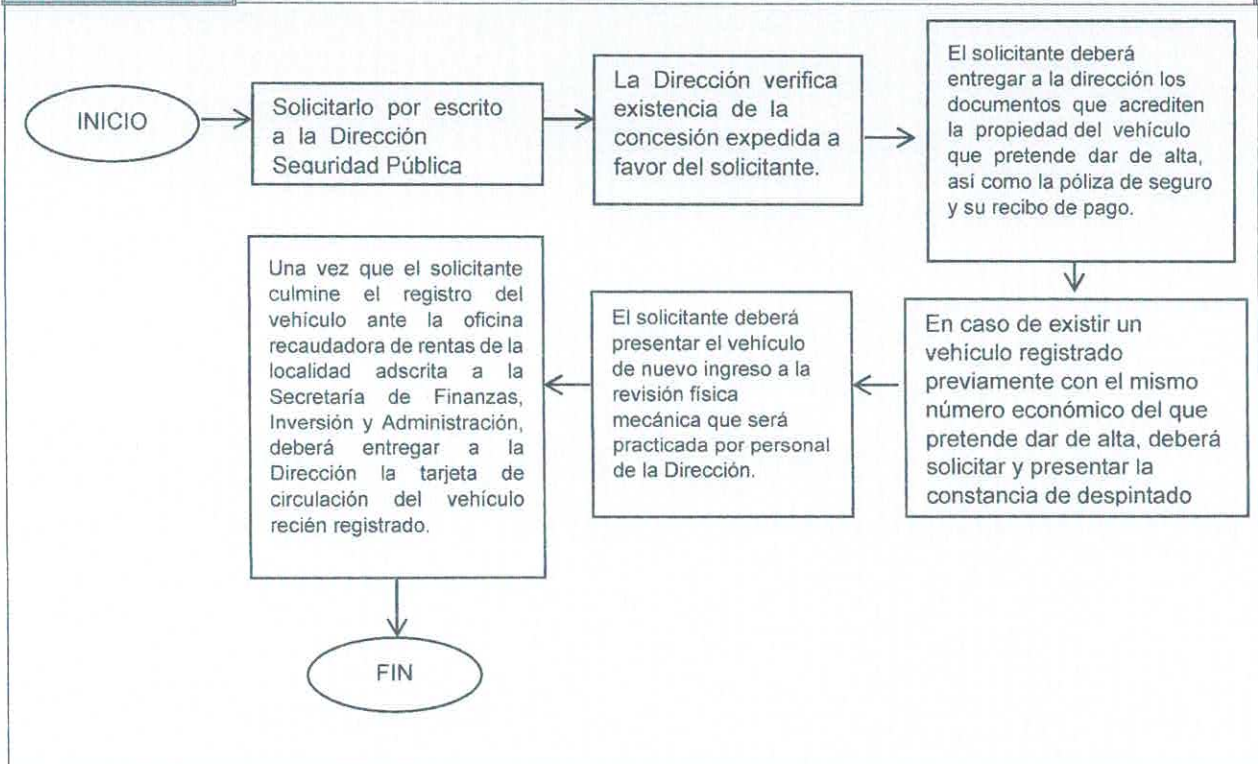 INICIO
Solicitarlo por escrito
a la Dirección
Seguridad Pública
La Dirección verifica
existencia de la
concesión expedida a
favor del solicitante.
El solicitante deberá
entregar a la dirección los
documentos que acrediten
la propiedad del vehículo
que pretende dar de alta,
así como la póliza de seguro
y su recibo de pago.
En caso de existir un
vehículo registrado
previamente con el mismo
número económico del que
pretende dar de alta, deberá
solicitar y presentar la
constancia de despintado
El solicitante deberá
presentar el vehículo
de nuevo ingreso a la
revisión física
mecánica que será
practicada por personal
de la Dirección.
Una vez que el solicitante
culmine el registro del
vehículo ante la oficina
recaudadora de rentas de la
localidad adscrita a la
Secretaría de Finanzas,
Inversión y Administración,
deberá entregar a la
Dirección la tarjeta de
circulación del vehículo
recién registrado.
FIN